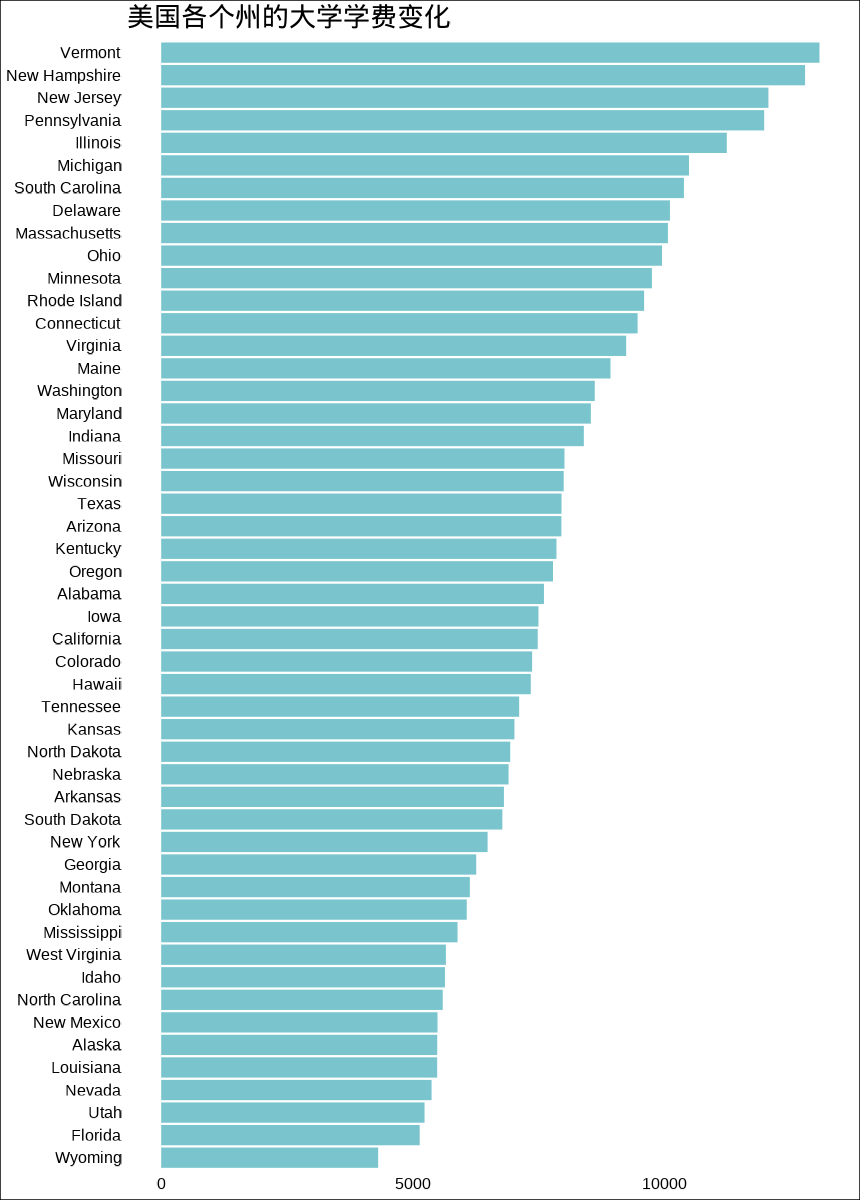 美国各个州的大学学费变化
Vermont
New Hampshire
New Jersey
Pennsylvania
Illinois
Michigan
South Carolina
Delaware
Massachusetts
Ohio
Minnesota
Rhode Island
Connecticut
Virginia
Maine
Washington
Maryland
Indiana
Missouri
Wisconsin
Texas
Arizona
Kentucky
Oregon
Alabama
Iowa
California
Colorado
Hawaii
Tennessee
Kansas
North Dakota
Nebraska
Arkansas
South Dakota
New York
Georgia
Montana
Oklahoma
Mississippi
West Virginia
Idaho
North Carolina
New Mexico
Alaska
Louisiana
Nevada
Utah
Florida
Wyoming
0 5000 10000